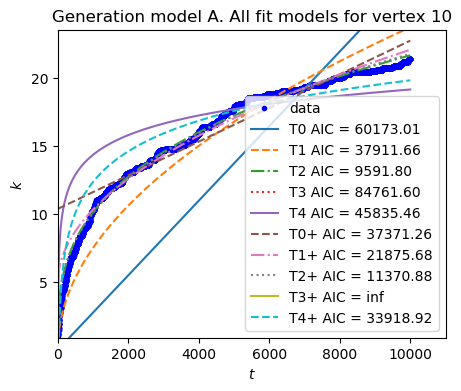 Generation model A. All fit models for vertex 10
k
20
15
10
5
data
T0 AIC = 60173.01
T1 AIC = 37911.66
T2 AIC = 9591.80
T3 AIC = 84761.60
T4 AIC = 45835.46
T0+ AIC = 37371.26
T1+ AIC = 21875.68
T2+ AIC = 11370.88
T3+ AIC = inf
T4+ AIC = 33918.92
0 2000 4000 6000 8000 10000
t